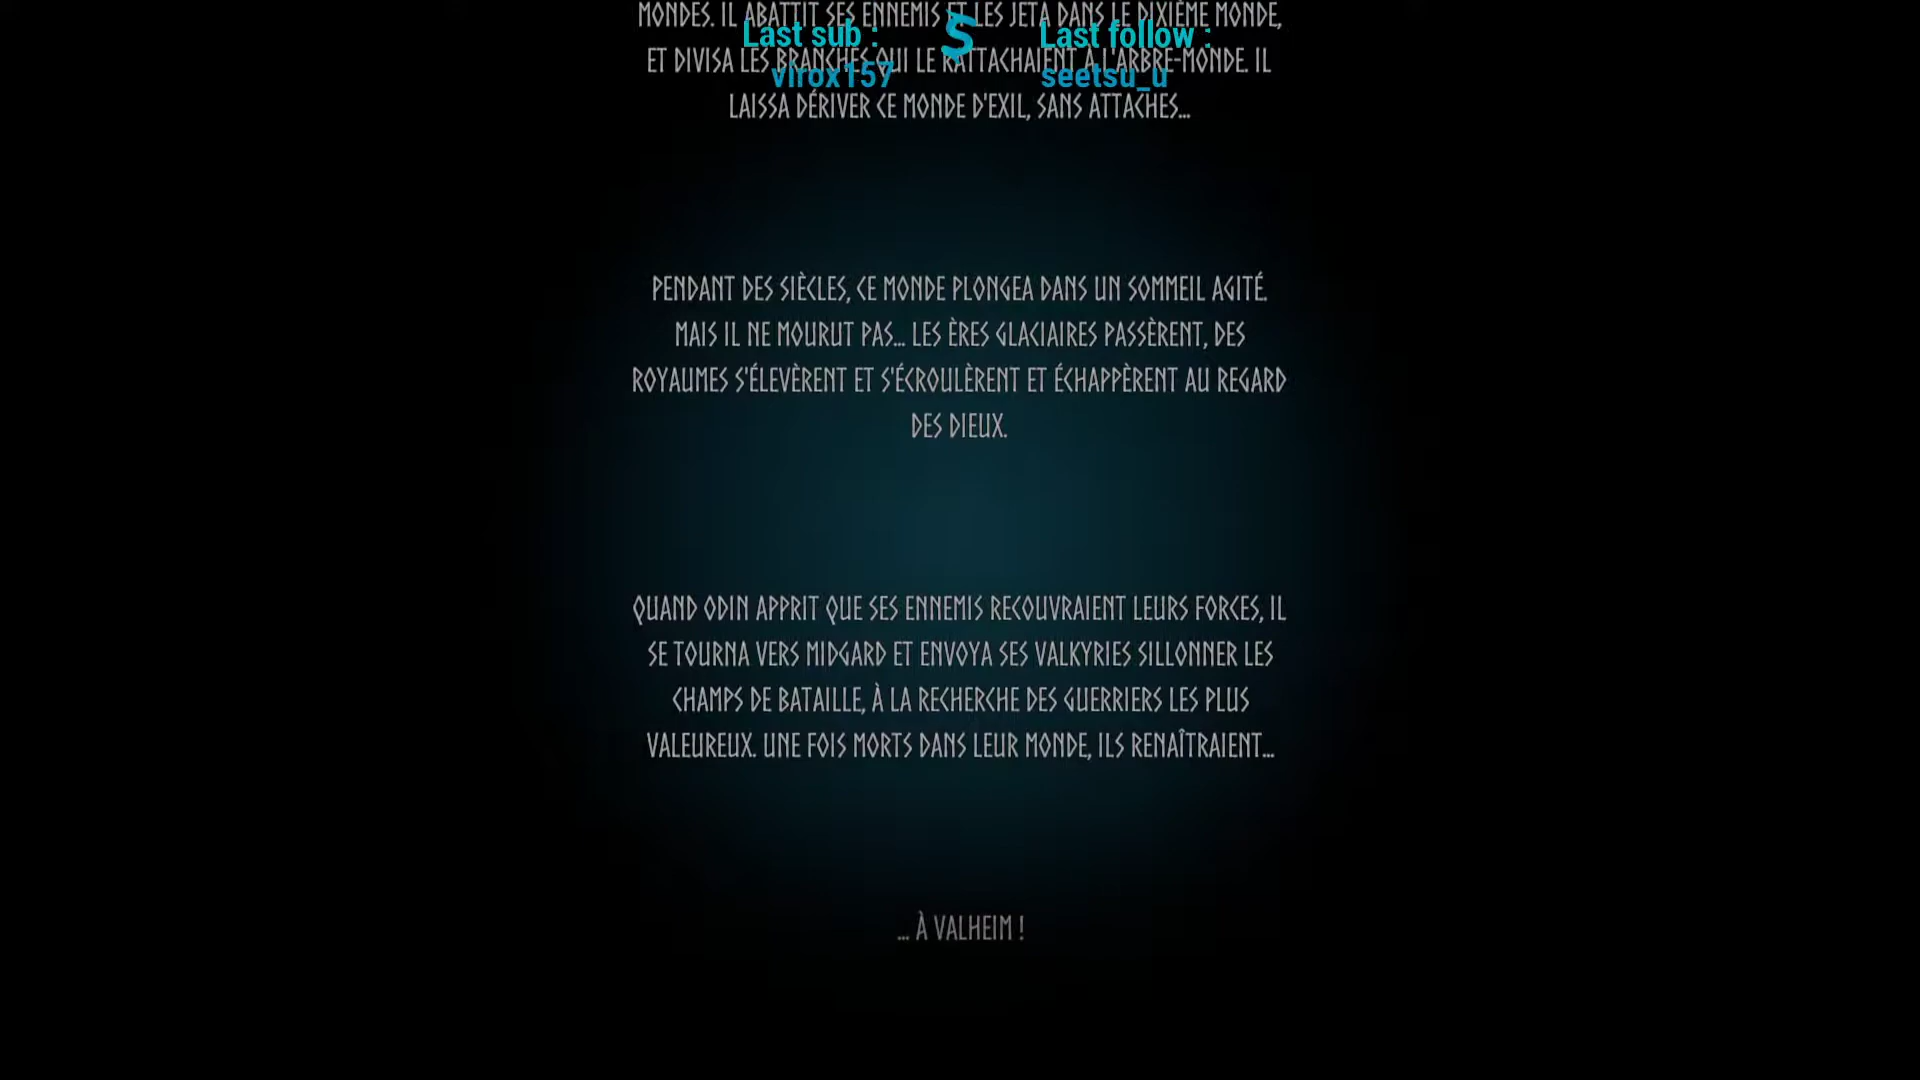 MONDES. IL ABATTIT SES ENNEMIS ET LES JETA DANS LE DIXIÈME MONDE,
Last sub :
S
Last follow :
ET DIVISA LES BRANCHES QUI LE RATTACHAIENT À L'ARBRE-MONDE. IL
virox157
seetsu_u
LAISSA DÉRIVER CE MONDE D'EXIL, SANS ATTACHES...
PENDANT DES SIÈCLES, CE MONDE PLONGEA DANS UN SOMMEIL AGITÉ.
MAIS IL NE MOURUT PAS... LES ÈRES GLACIAIRES PASSÈRENT, DES
ROYAUMES S'ÉLEVÈRENT ET S'ÉCROULÈRENT ET ÉCHAPPÈRENT AU REGARD
DES DIEUX.
QUAND ODIN APPRIT QUE SES ENNEMIS RECOUVRAIENT LEURS FORCES, IL
SE TOURNA VERS MIDGARD ET ENVOYA SES VALKYRIES SILLONNER LES
CHAMPS DE BATAILLE, À LA RECHERCHE DES GUERRIERS LES PLUS
VALEUREUX. UNE FOIS MORTS DANS LEUR MONDE, ILS RENAÎTRAIENT...
... À VALHEIM !